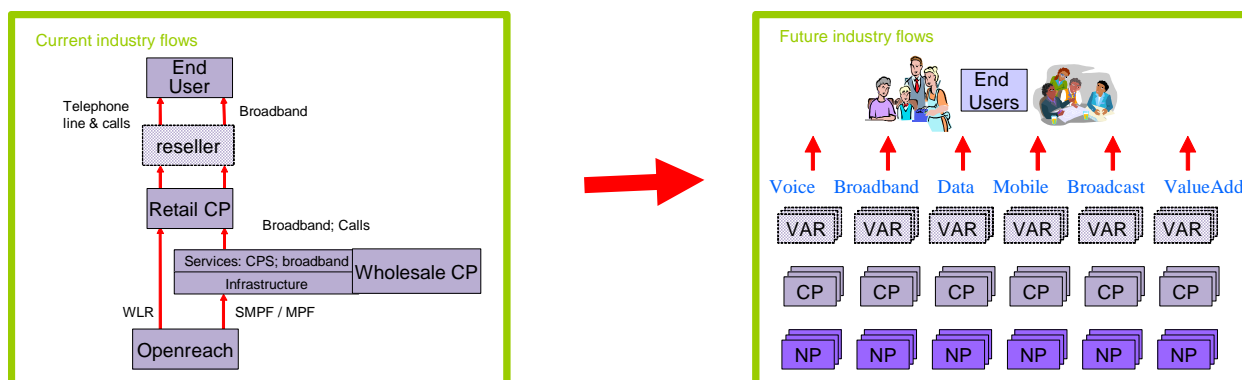 Current industry flows
End
User
Telephone
line & calls
Broadband
reseller
Retail CP
Broadband; Calls
Services: CPS; broadband
Wholesale CP
Infrastructure
WLR
SMPF / MPF
Openreach
Future industry flows
End
Users
Voice Broadband Data Mobile Broadcast ValueAdd
VAR VAR VAR VAR VAR VAR
CP CP CP CP CP CP
NP NP NP NP NP NP